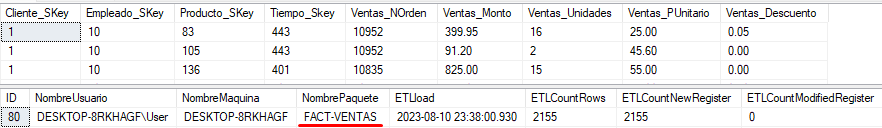 Cliente_SKey Empleado_SKey Producto_SKey Tiempo_Skey Ventas_NOrden Ventas_Monto Ventas_Unidades Ventas_PUnitario Ventas_Descuento
1 10 83 443 10952 399.95 16 25.00 0.05
1 10 105 443 10952 91.20 2 45.60 0.00
1 10 136 401 10835 825.00 15 55.00 0.00
ID NombreUsuario NombreMaquina NombrePaquete ETLload ETLCountRows ETLCountNewRegister ETLCountModifiedRegister
80 DESKTOP-8RKHAGF\User DESKTOP-8RKHAGF FACT-VENTAS 2023-08-10 23:38:00.930 2155 2155 0